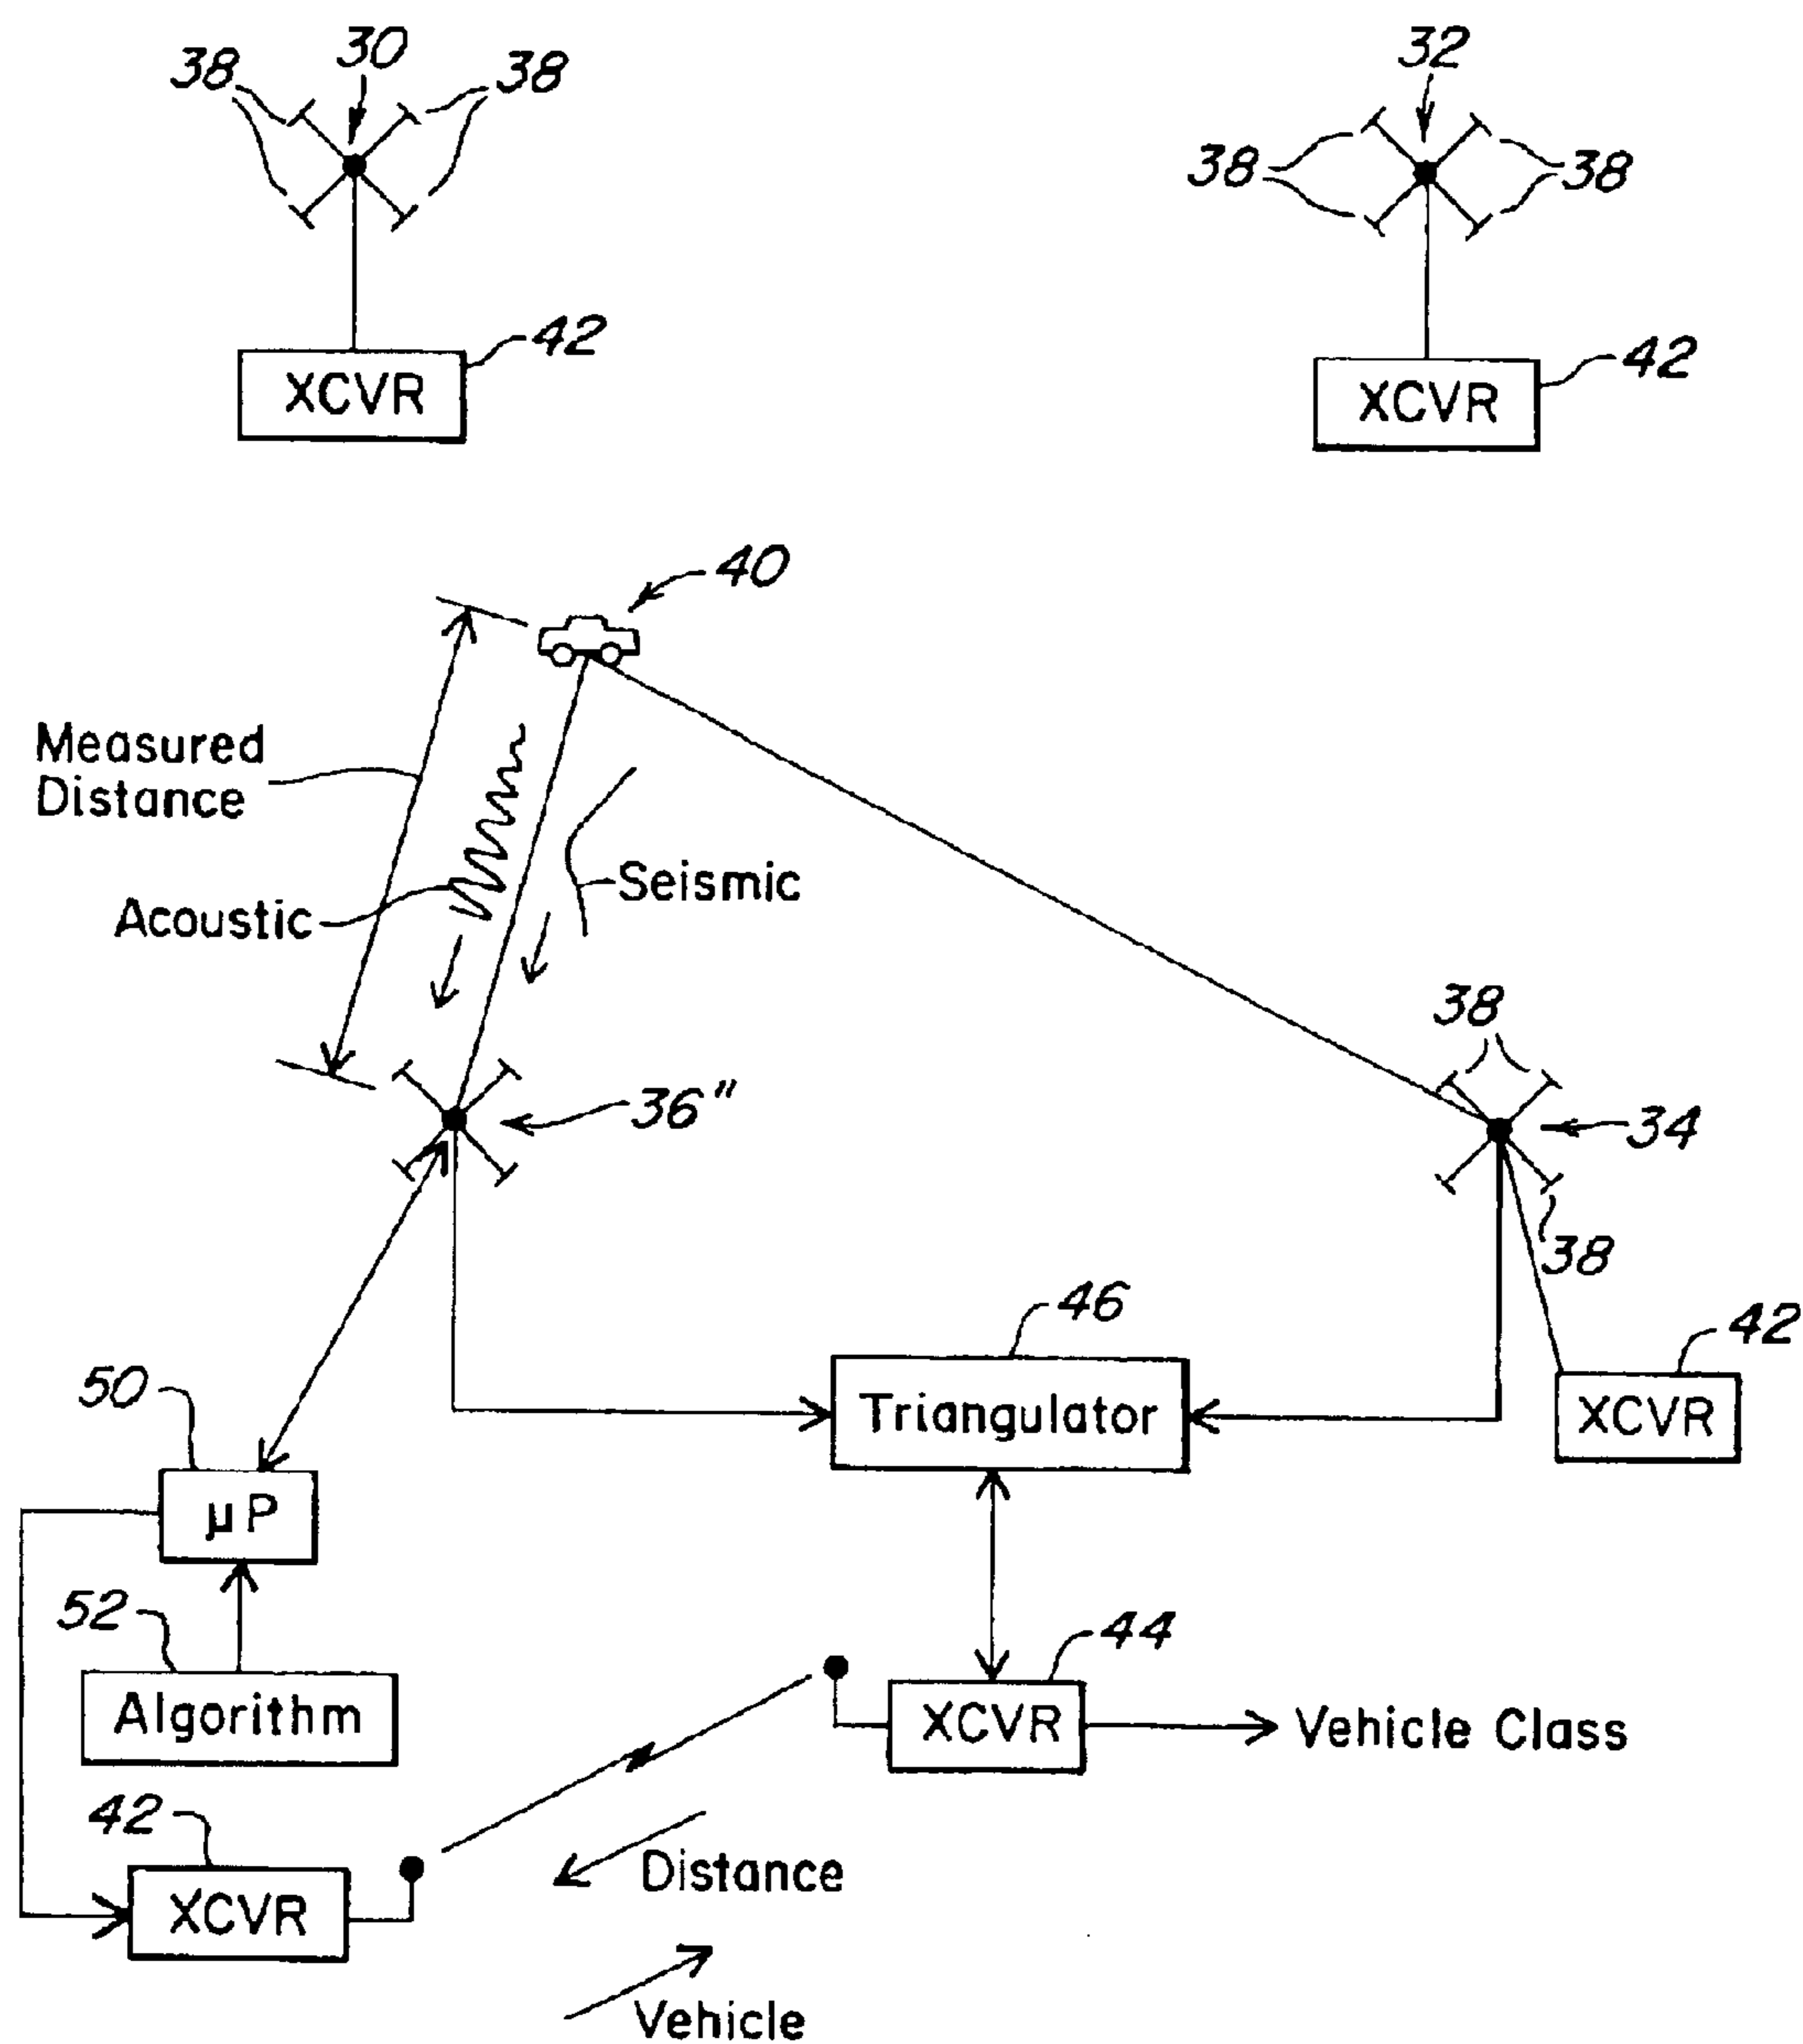 30
38
38
32
38
38
42
XCVR
42
XCVR
40
Measured
Distance
Seismic
Acoustic
38
36"
34
38
46
42
50
Triangulator
XCVR
µP
52
44
Algorithm
XCVR
Vehicle Class
42
Distance
XCVR
Vehicle